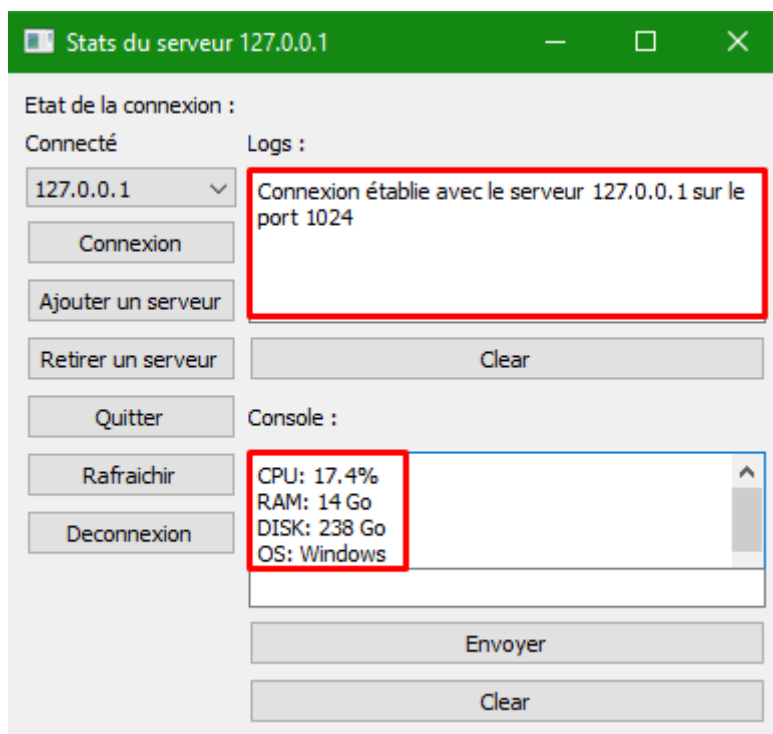 Stats du serveur 127.0.0.1
Etat de la connexion :
Connecté
Logs :
127.0.0.1
Connexion établie avec le serveur 127.0.0.1 sur le
port 1024
Connexion
Ajouter un serveur
Retirer un serveur
Clear
Quitter
Console :
Rafraichir
CPU: 17.4%
RAM: 14 Go
DISK: 238 Go
OS: Windows
Deconnexion
Envoyer
Clear